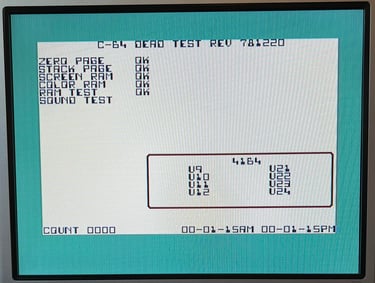 C-64 DEAD TEST REV 781220
ZERO PAGE OK
STACK PAGE OK
SCREEN RAM OK
COLOR RAM OK
RAM TEST OK
SOUND TEST
4164
U9 U21
U10 U22
U11 U23
U12 U24
COUNT 0000 00-01-15AM 00-01-15PM